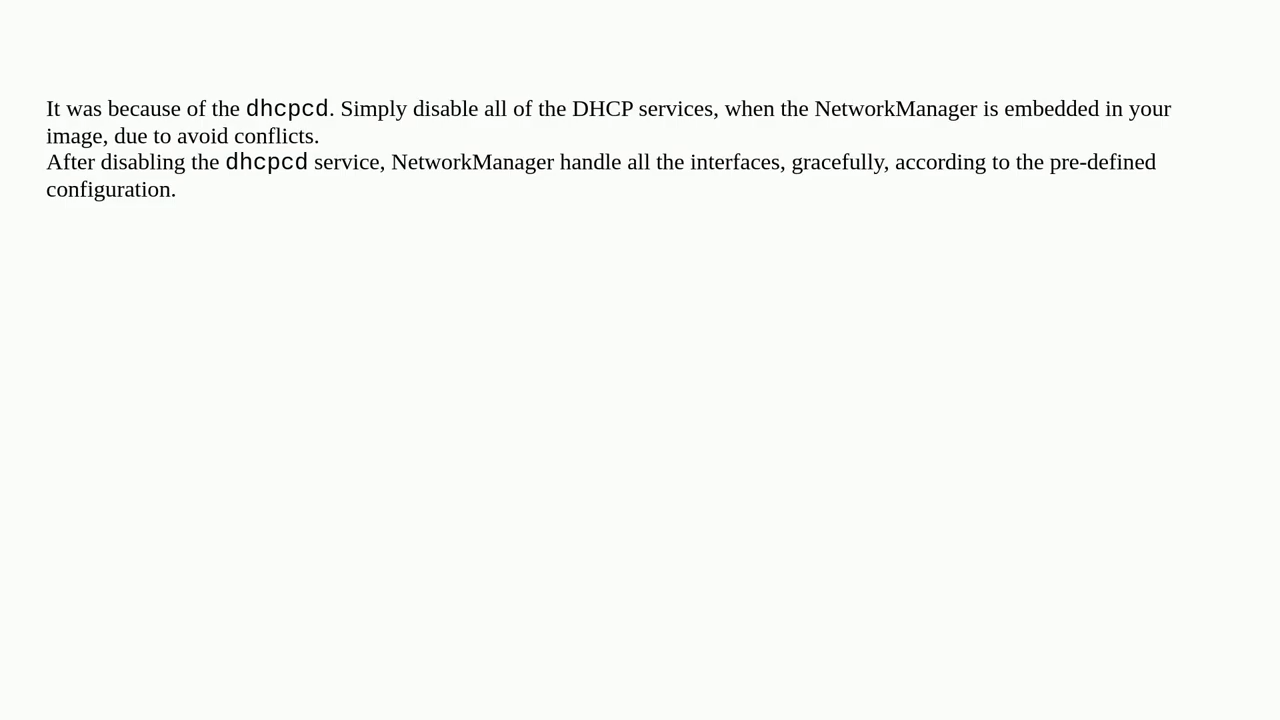 It was because of the dhcpcd. Simply disable all of the DHCP services, when the NetworkManager is embedded in your
image, due to avoid conflicts.
After disabling the dhcpcd service, NetworkManager handle all the interfaces, gracefully, according to the pre-defined
configuration.